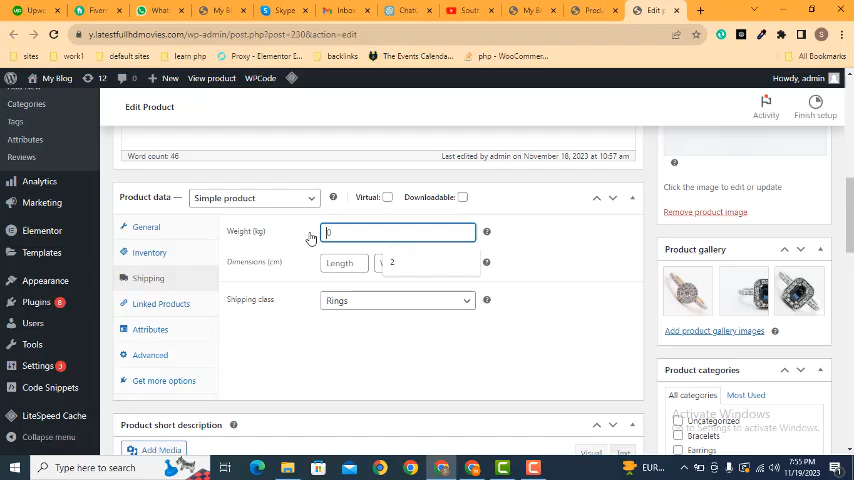 Upwo
Fiverr
What
My Bl
Skype
Inbox
ChatG
South
My Bl
Produ
Edit p
y.latestfullhdmovies.com/wp-admin/post.php?post=230&action=edit
sites
work1
default sites
learn php
Proxy - Elementor E...
backlinks
The Events Calenda...
php - WooCommer...
All Bookmarks
My Blog
12
0
New
View product
WPCode
Howdy, admin
Categories
Tags
Attributes
Reviews
Analytics
Marketing
Elementor
Templates
Appearance
Plugins 8
Users
Tools
Settings 3
Code Snippets
LiteSpeed Cache
Collapse menu
Edit Product
Activity
Finish setup
Word count: 46
Last edited by admin on November 18, 2023 at 10:57 am
Product data —
Simple product
Virtual:
Downloadable:
General
Inventory
Shipping
Linked Products
Attributes
Advanced
Get more options
Weight (kg)
0
Dimensions (cm)
Length
2
Shipping class
Rings
Product short description
Add Media
Visual
Text
Click the image to edit or update
Remove product image
Product gallery
Add product gallery images
Product categories
All categories
Most Used
Uncategorized
Bracelets
Earrings
Activate Windows
Go to Settings to activate Windows.
Type here to search
EUR...
7:55 PM
11/19/2023